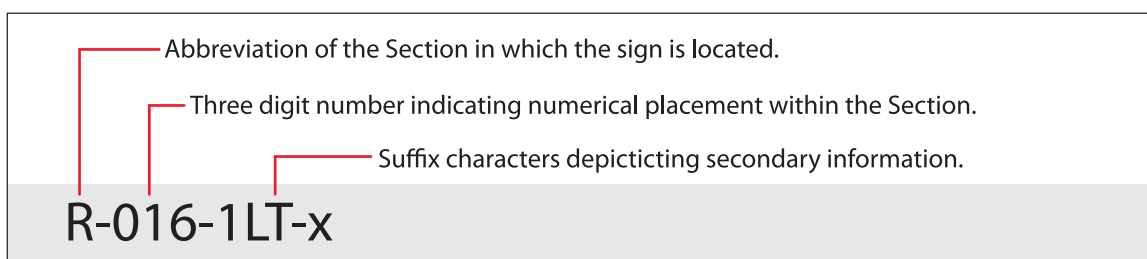 Abbreviation of the Section in which the sign is located.
Three digit number indicating numerical placement within the Section.
Suffix characters depicticting secondary information.
R-016-1LT-x